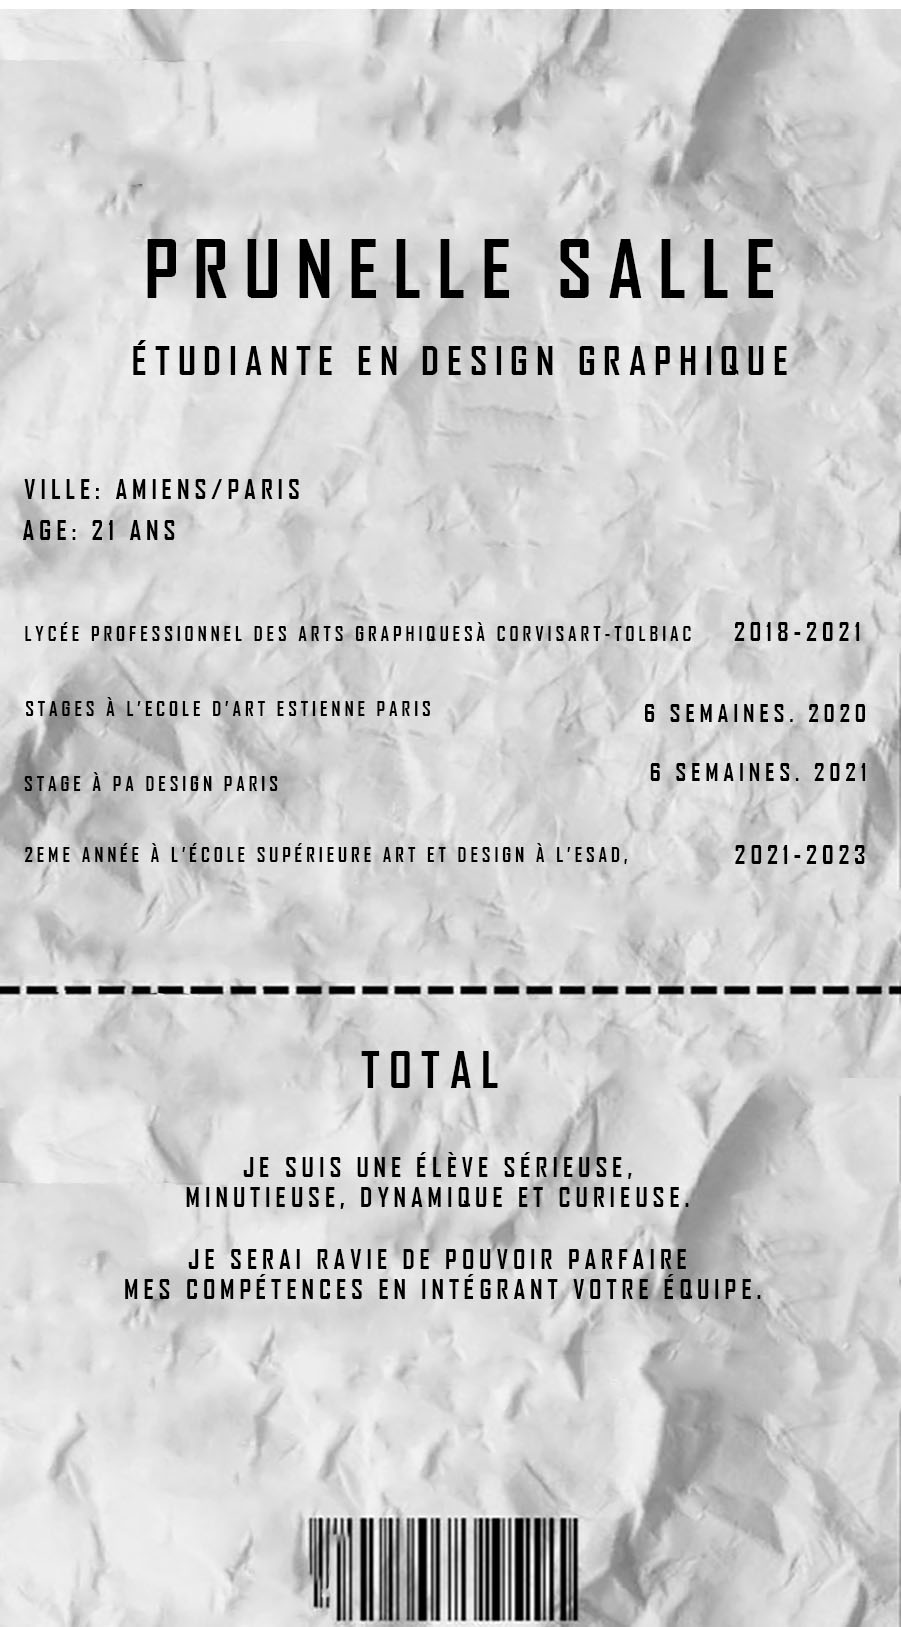 PRUNELLE SALLE
ÉTUDIANTE EN DESIGN GRAPHIQUE
VILLE: AMIENS/PARIS
AGE: 21 ANS
LYCÉE PROFESSIONNEL DES ARTS GRAPHIQUESÀ CORVISART-TOLBIAC 2018-2021
STAGES À L'ECOLE D'ART ESTIENNE PARIS 6 SEMAINES. 2020
STAGE À PA DESIGN PARIS 6 SEMAINES. 2021
2EME ANNÉE À L'ÉCOLE SUPÉRIEURE ART ET DESIGN À L'ESAD, 2021-2023
TOTAL
JE SUIS UNE ÉLÈVE SÉRIEUSE,
MINUTIEUSE, DYNAMIQUE ET CURIEUSE.
JE SERAI RAVIE DE POUVOIR PARFAIRE
MES COMPÉTENCES EN INTÉGRANT VOTRE ÉQUIPE.